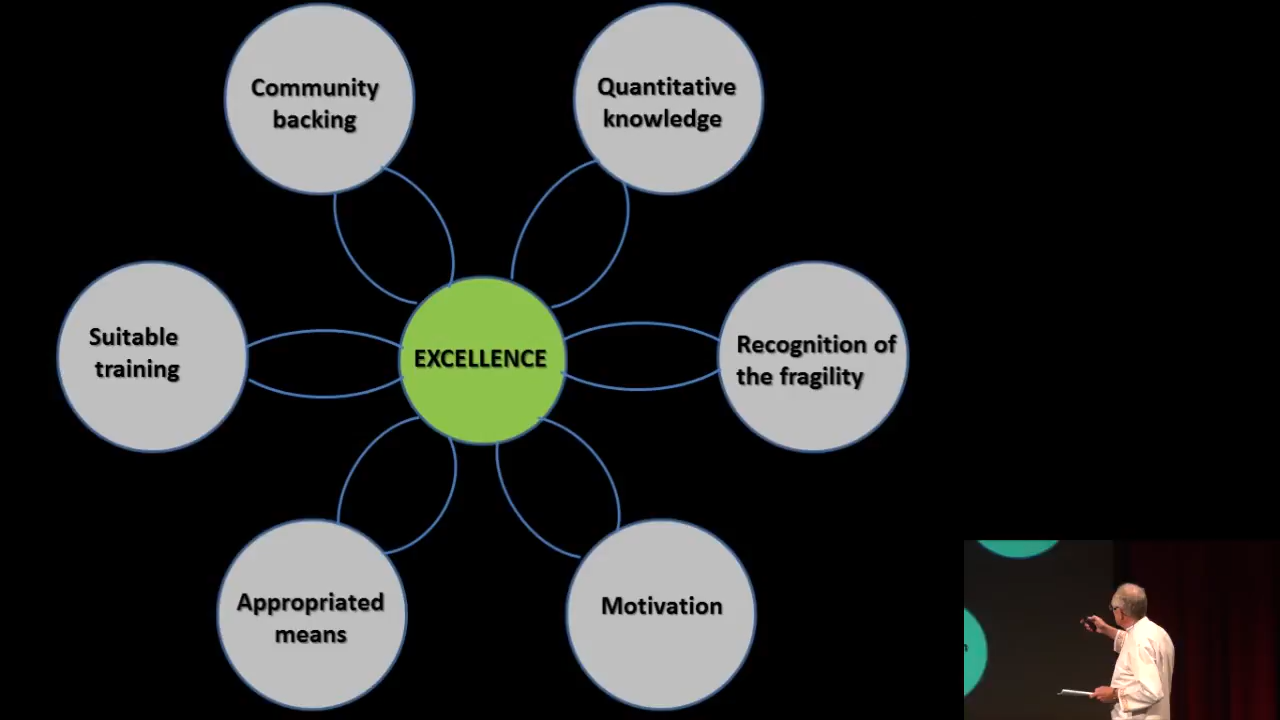 Community
backing
Quantitative
knowledge
Suitable
training
EXCELLENCE
Recognition of
the fragility
Appropriated
means
Motivation